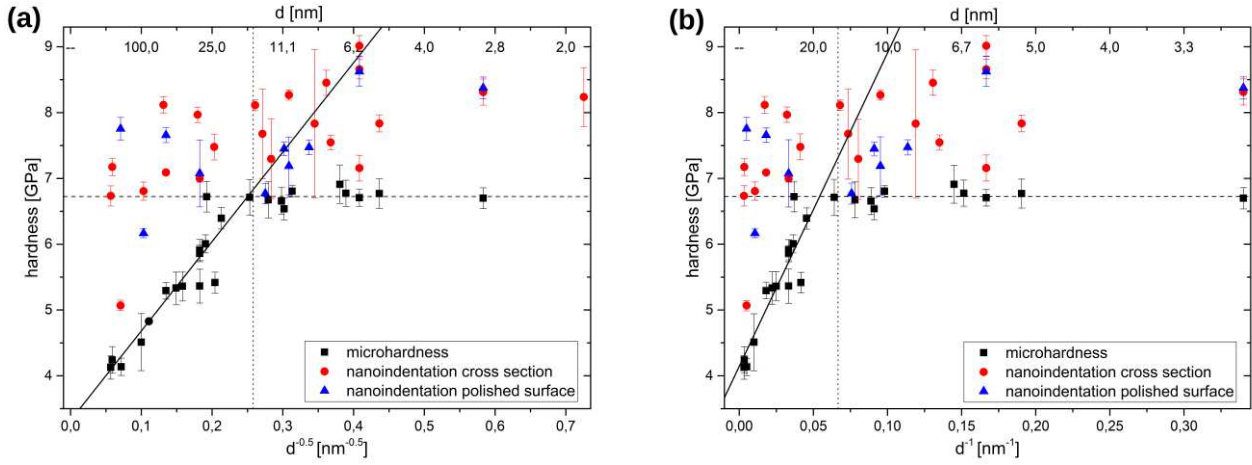 (a)
d [nm]
-- 100,0 25,0 11,1 6,2 4,0 2,8 2,0
9
8
7
6
5
4
hardness [GPa]
microhardness
nanoindentation cross section
nanoindentation polished surface
0,0 0,1 0,2 0,3 0,4 0,5 0,6 0,7
d^-0.5 [nm^-0.5]
(b)
d [nm]
-- 20,0 10,0 6,7 5,0 4,0 3,3
9
8
7
6
5
4
hardness [GPa]
microhardness
nanoindentation cross section
nanoindentation polished surface
0,00 0,05 0,10 0,15 0,20 0,25 0,30
d^-1 [nm^-1]